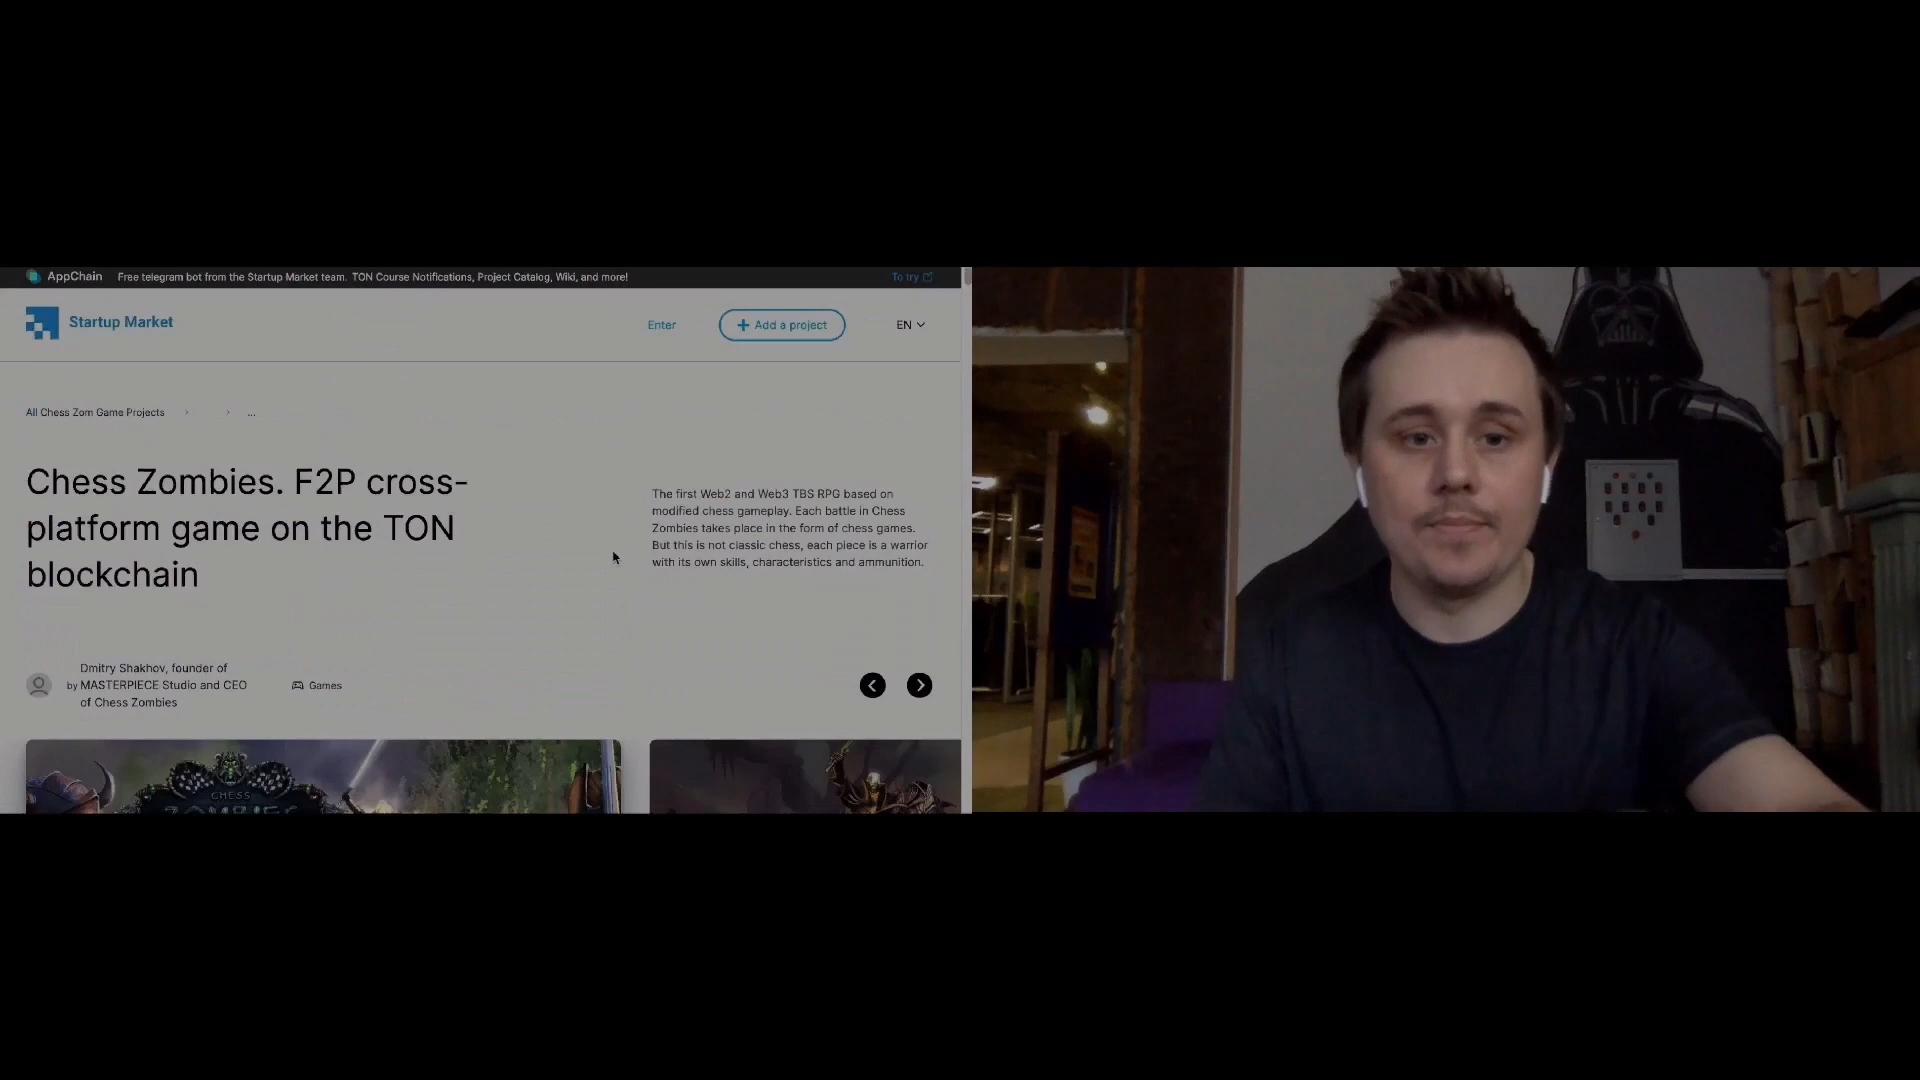 AppChain Free telegram bot from the Startup Market team. TON Course Notifications, Project Catalog, Wiki, and more! To try
Startup Market Enter + Add a project EN
All Chess Zom Game Projects > > ...
Chess Zombies. F2P cross-
platform game on the TON
blockchain
The first Web2 and Web3 TBS RPG based on
modified chess gameplay. Each battle in Chess
Zombies takes place in the form of chess games.
But this is not classic chess, each piece is a warrior
with its own skills, characteristics and ammunition.
Dmitry Shakhov, founder of
by MASTERPIECE Studio and CEO
of Chess Zombies
Games
CHESS
ZOMBIES